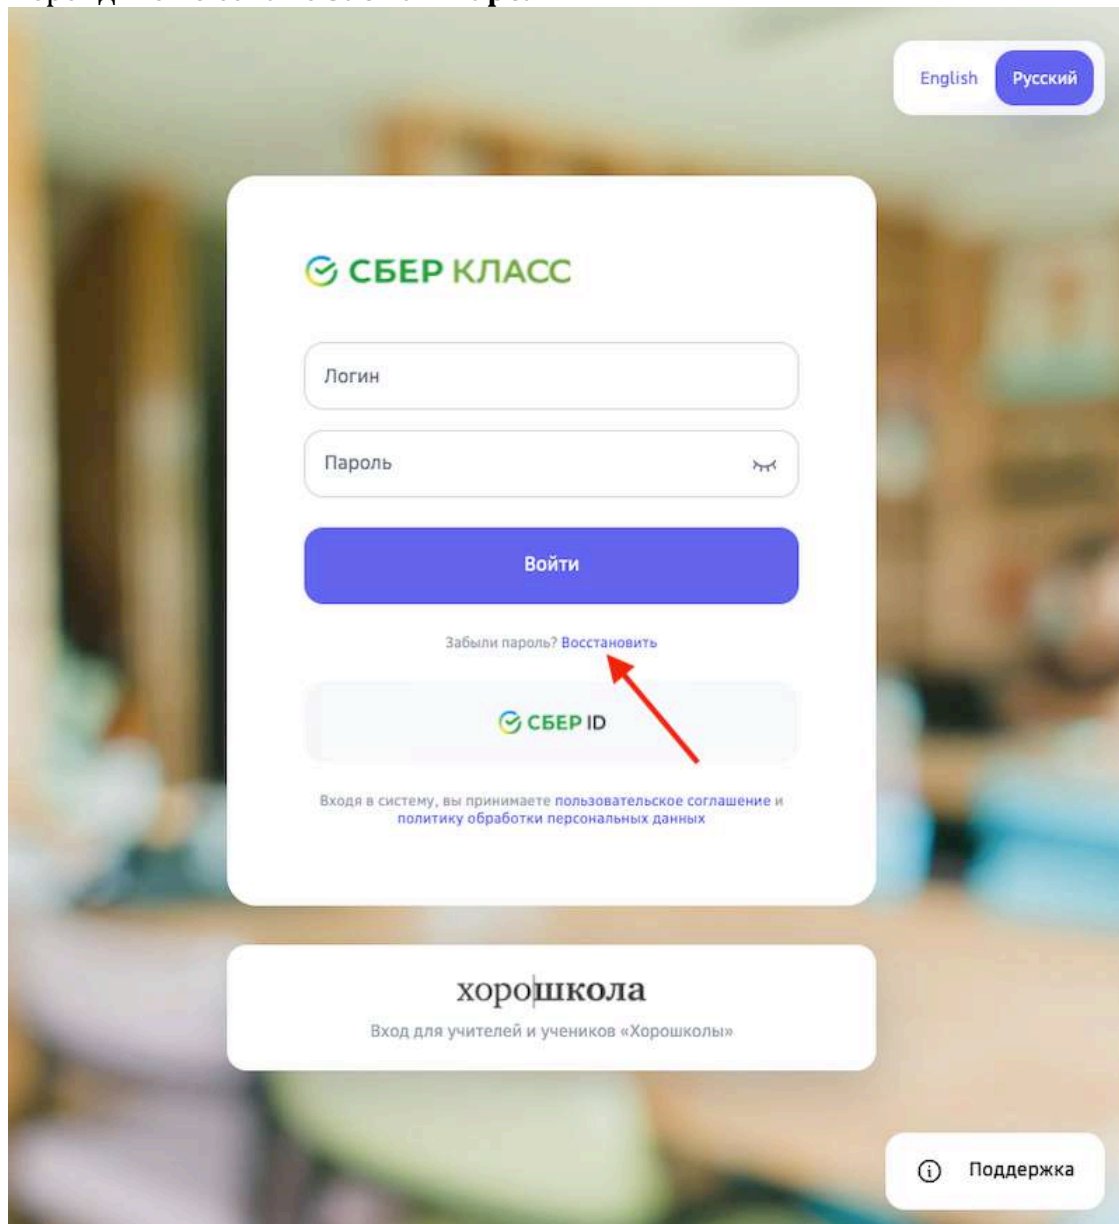 English Русский
СБЕР КЛАСС
Логин
Пароль
Войти
Забыли пароль? Восстановить
СБЕР ID
Входя в систему, вы принимаете пользовательское соглашение и
политику обработки персональных данных
хорошкола
Вход для учителей и учеников «Хорошколы»
Поддержка